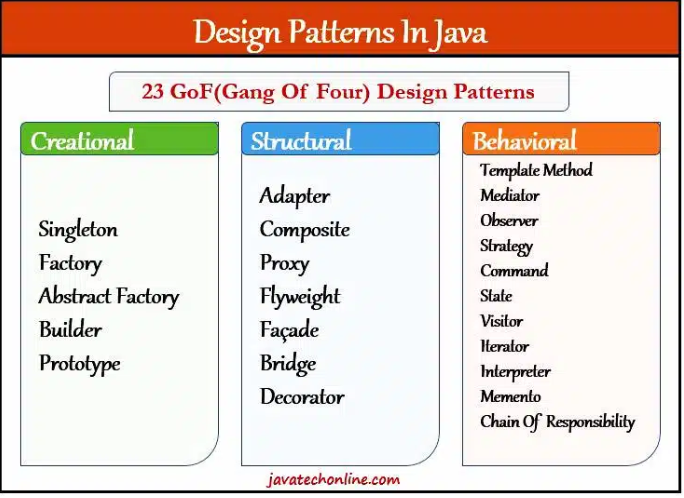 Design Patterns In Java
23 GoF(Gang Of Four) Design Patterns
Creational
Singleton
Factory
Abstract Factory
Builder
Prototype
Structural
Adapter
Composite
Proxy
Flyweight
Façade
Bridge
Decorator
Behavioral
Template Method
Mediator
Observer
Strategy
Command
State
Visitor
Iterator
Interpreter
Memento
Chain Of Responsibility
javatechonline.com